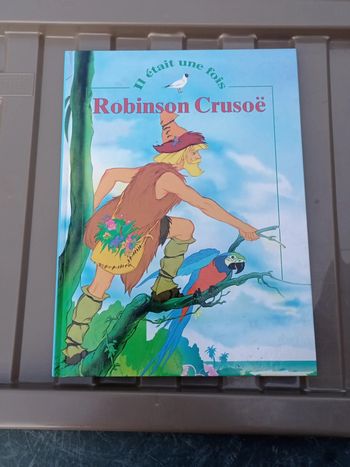 Il était une fois
Robinson Crusoë